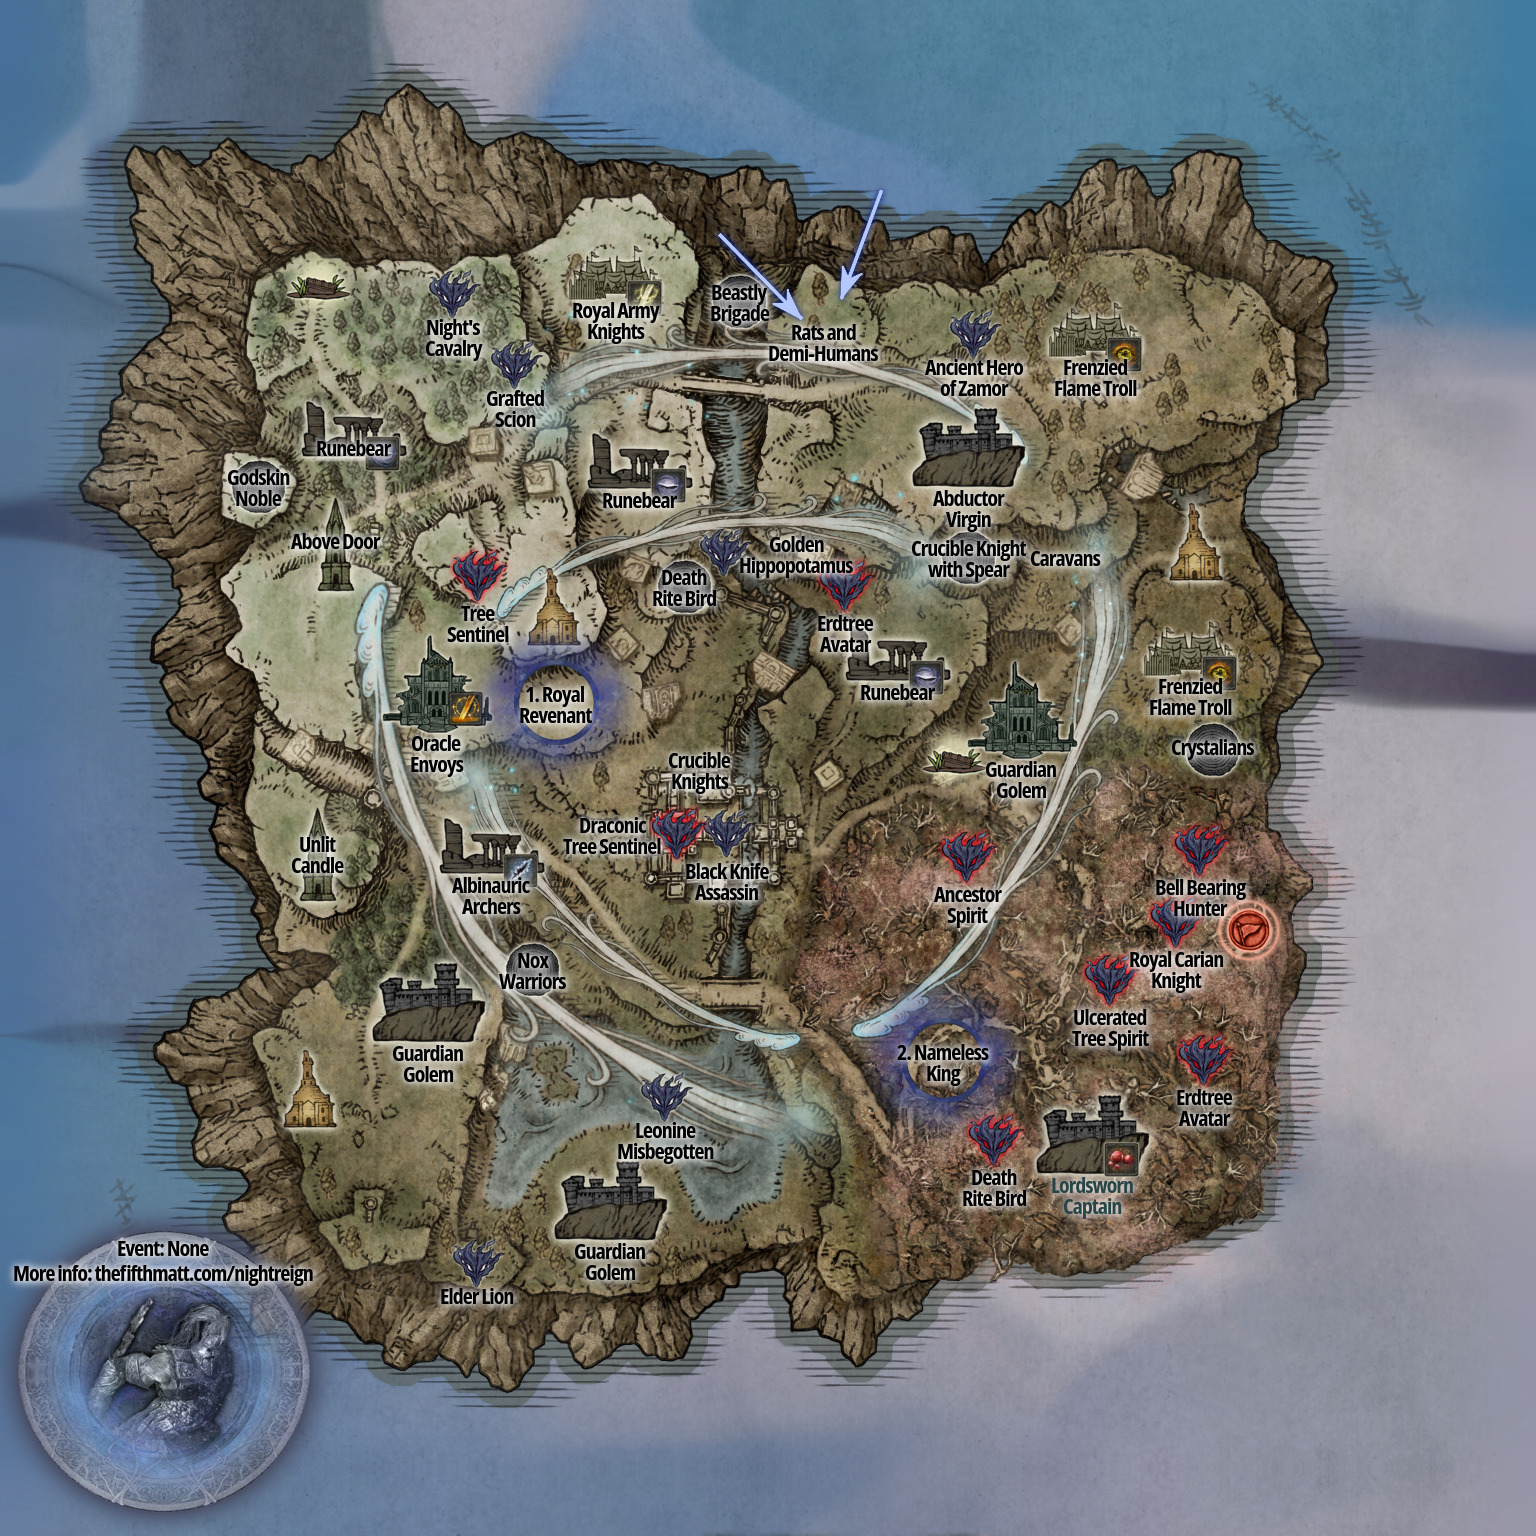 Royal Army
Knights
Beastly
Brigade
Night's
Cavalry
Rats and
Demi-Humans
Ancient Hero
of Zamor
Frenzied
Flame Troll
Grafted
Scion
Runebear
Godskin
Noble
Runebear
Abductor
Virgin
Above Door
Golden
Hippopotamus
Crucible Knight
with Spear
Caravans
Death
Rite Bird
Tree
Sentinel
Erdtree
Avatar
1. Royal
Revenant
Runebear
Frenzied
Flame Troll
Oracle
Envoys
Crucible
Knights
Guardian
Golem
Crystalians
Unlit
Candle
Draconic
Tree Sentinel
Black Knife
Assassin
Albinauric
Archers
Ancestor
Spirit
Bell Bearing
Hunter
Nox
Warriors
Royal Carian
Knight
Ulcerated
Tree Spirit
Guardian
Golem
2. Nameless
King
Erdtree
Avatar
Leonine
Misbegotten
Death
Rite Bird
Lordsworn
Captain
Guardian
Golem
Elder Lion
Event: None
More info: thefifthmatt.com/nightreign